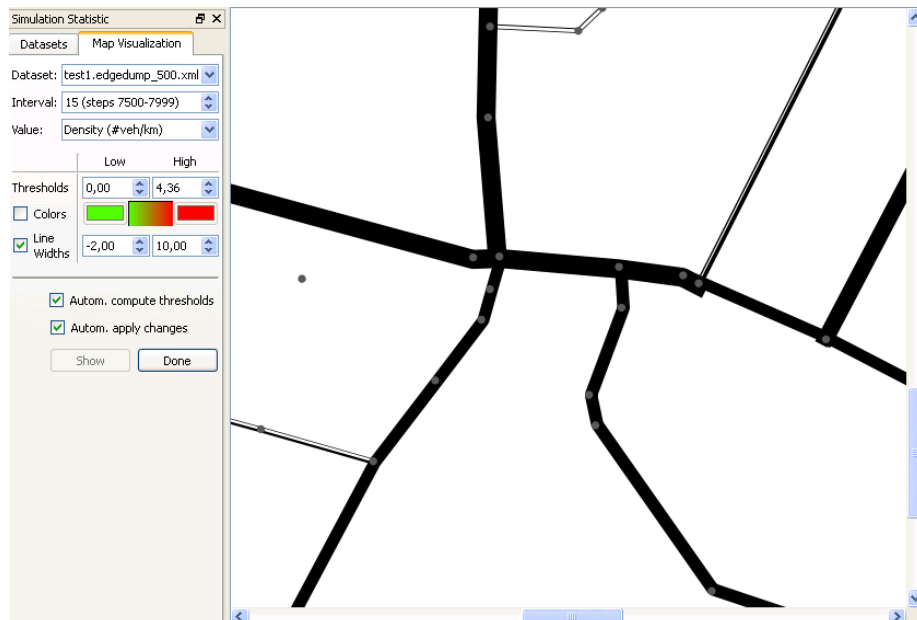 Simulation Statistic
Datasets Map Visualization
Dataset: test1.edgedump_500.xml
Interval: 15 (steps 7500-7999)
Value: Density (#veh/km)
Low High
Thresholds 0,00 4,36
Colors
Line Widths -2,00 10,00
Autom. compute thresholds
Autom. apply changes
Show Done